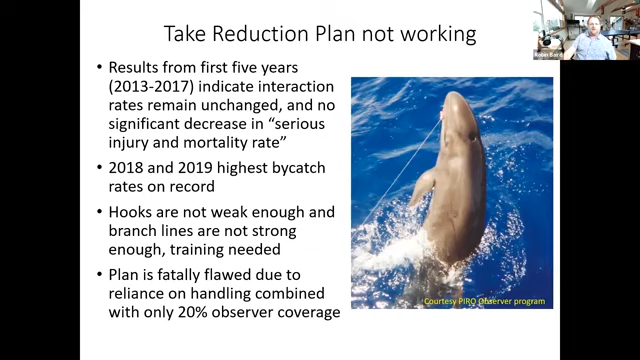 Take Reduction Plan not working
• Results from first five years
(2013-2017) indicate interaction
rates remain unchanged, and no
significant decrease in “serious
injury and mortality rate”
• 2018 and 2019 highest bycatch
rates on record
• Hooks are not weak enough and
branch lines are not strong
enough, training needed
• Plan is fatally flawed due to
reliance on handling combined
with only 20% observer coverage
Courtesy PIRO Observer program
Robin Baird